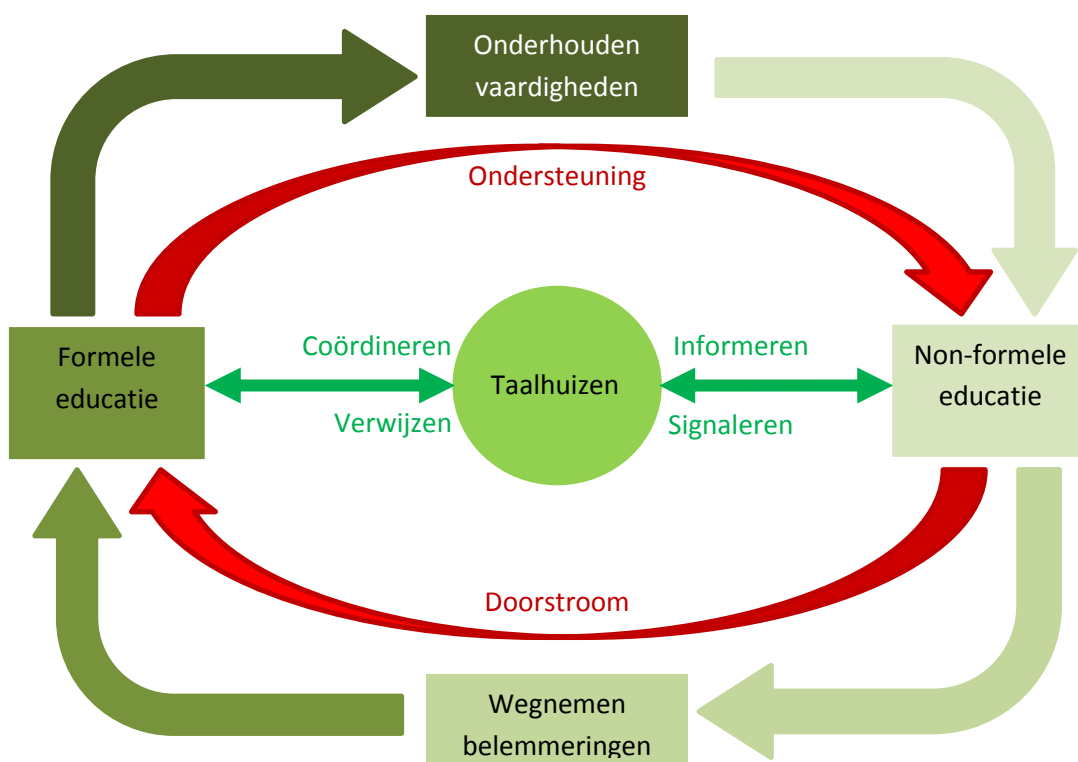 Onderhouden
vaardigheden
Ondersteuning
Formele
educatie
Coördineren
Verwijzen
Taalhuizen
Informeren
Signaleren
Non-formele
educatie
Doorstroom
Wegnemen
belemmeringen